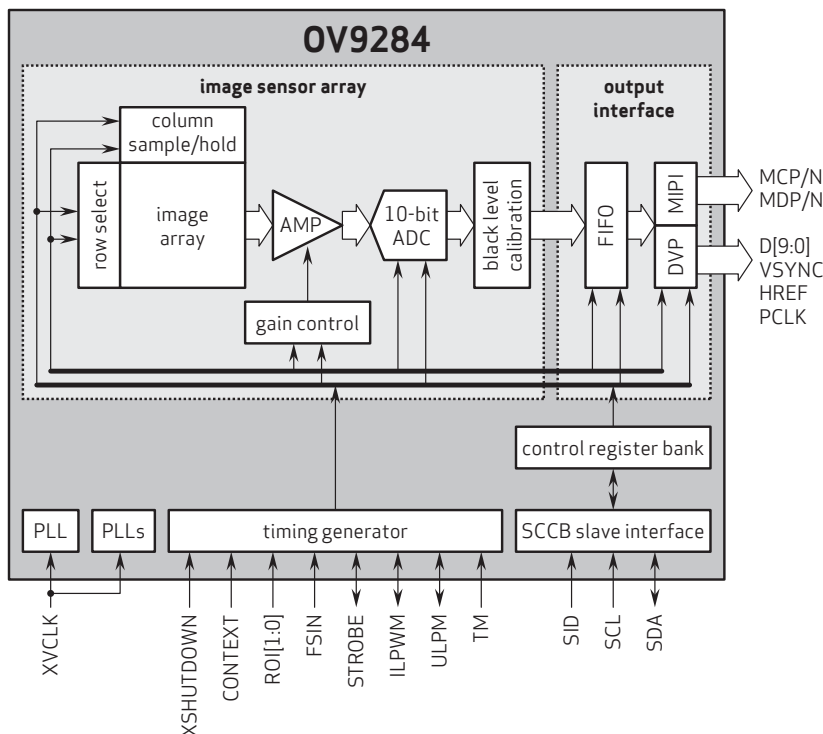 OV9284
image sensor array
output
interface
column
sample/hold
row select
image
array
AMP
10-bit
ADC
black level
calibration
FIFO
MIPI
DVP
MCP/N
MDP/N
D[9:0]
VSYNC
HREF
PCLK
gain control
control register bank
PLL
PLLs
timing generator
SCCB slave interface
XVCLK
XSHUTDOWN
CONTEXT
ROI[1:0]
FSIN
STROBE
ILPWM
ULPM
TM
SID
SCL
SDA